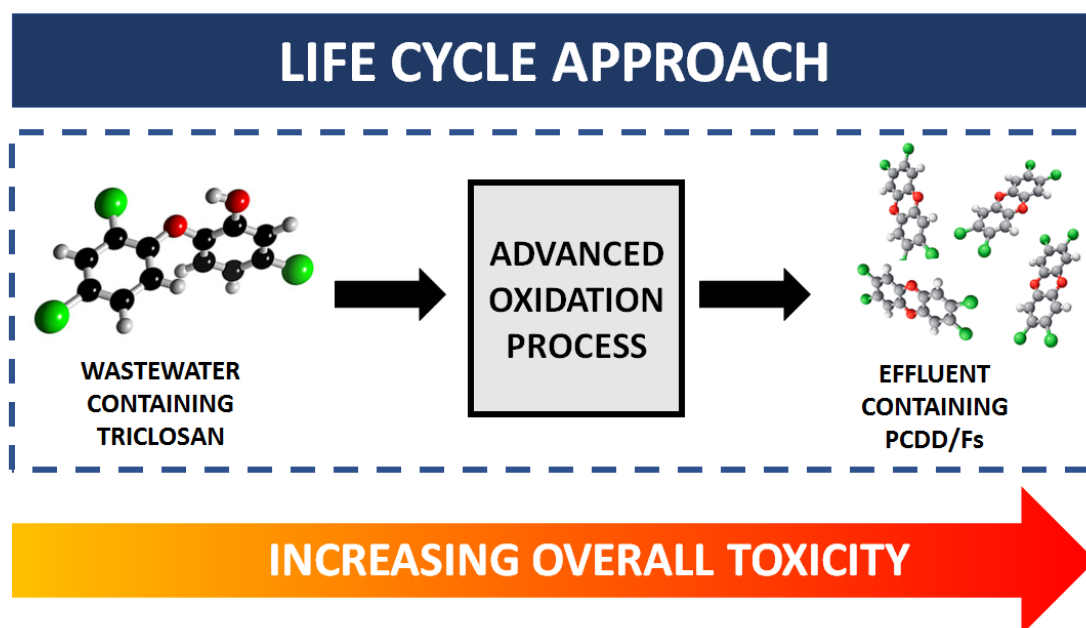 LIFE CYCLE APPROACH
WASTEWATER
CONTAINING
TRICLOSAN
ADVANCED
OXIDATION
PROCESS
EFFLUENT
CONTAINING
PCDD/Fs
INCREASING OVERALL TOXICITY